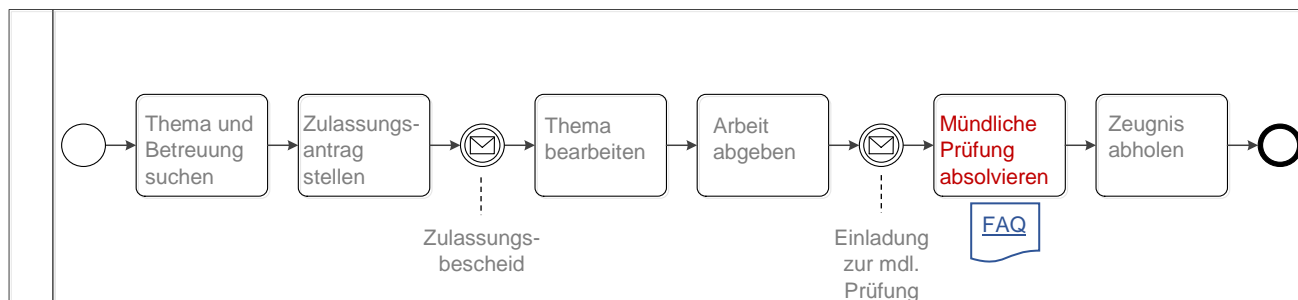 Thema und
Betreuung
suchen
Zulassungs-
antrag
stellen
Zulassungs-
bescheid
Thema
bearbeiten
Arbeit
abgeben
Einladung
zur mdl.
Prüfung
Mündliche
Prüfung
absolvieren
FAQ
Zeugnis
abholen